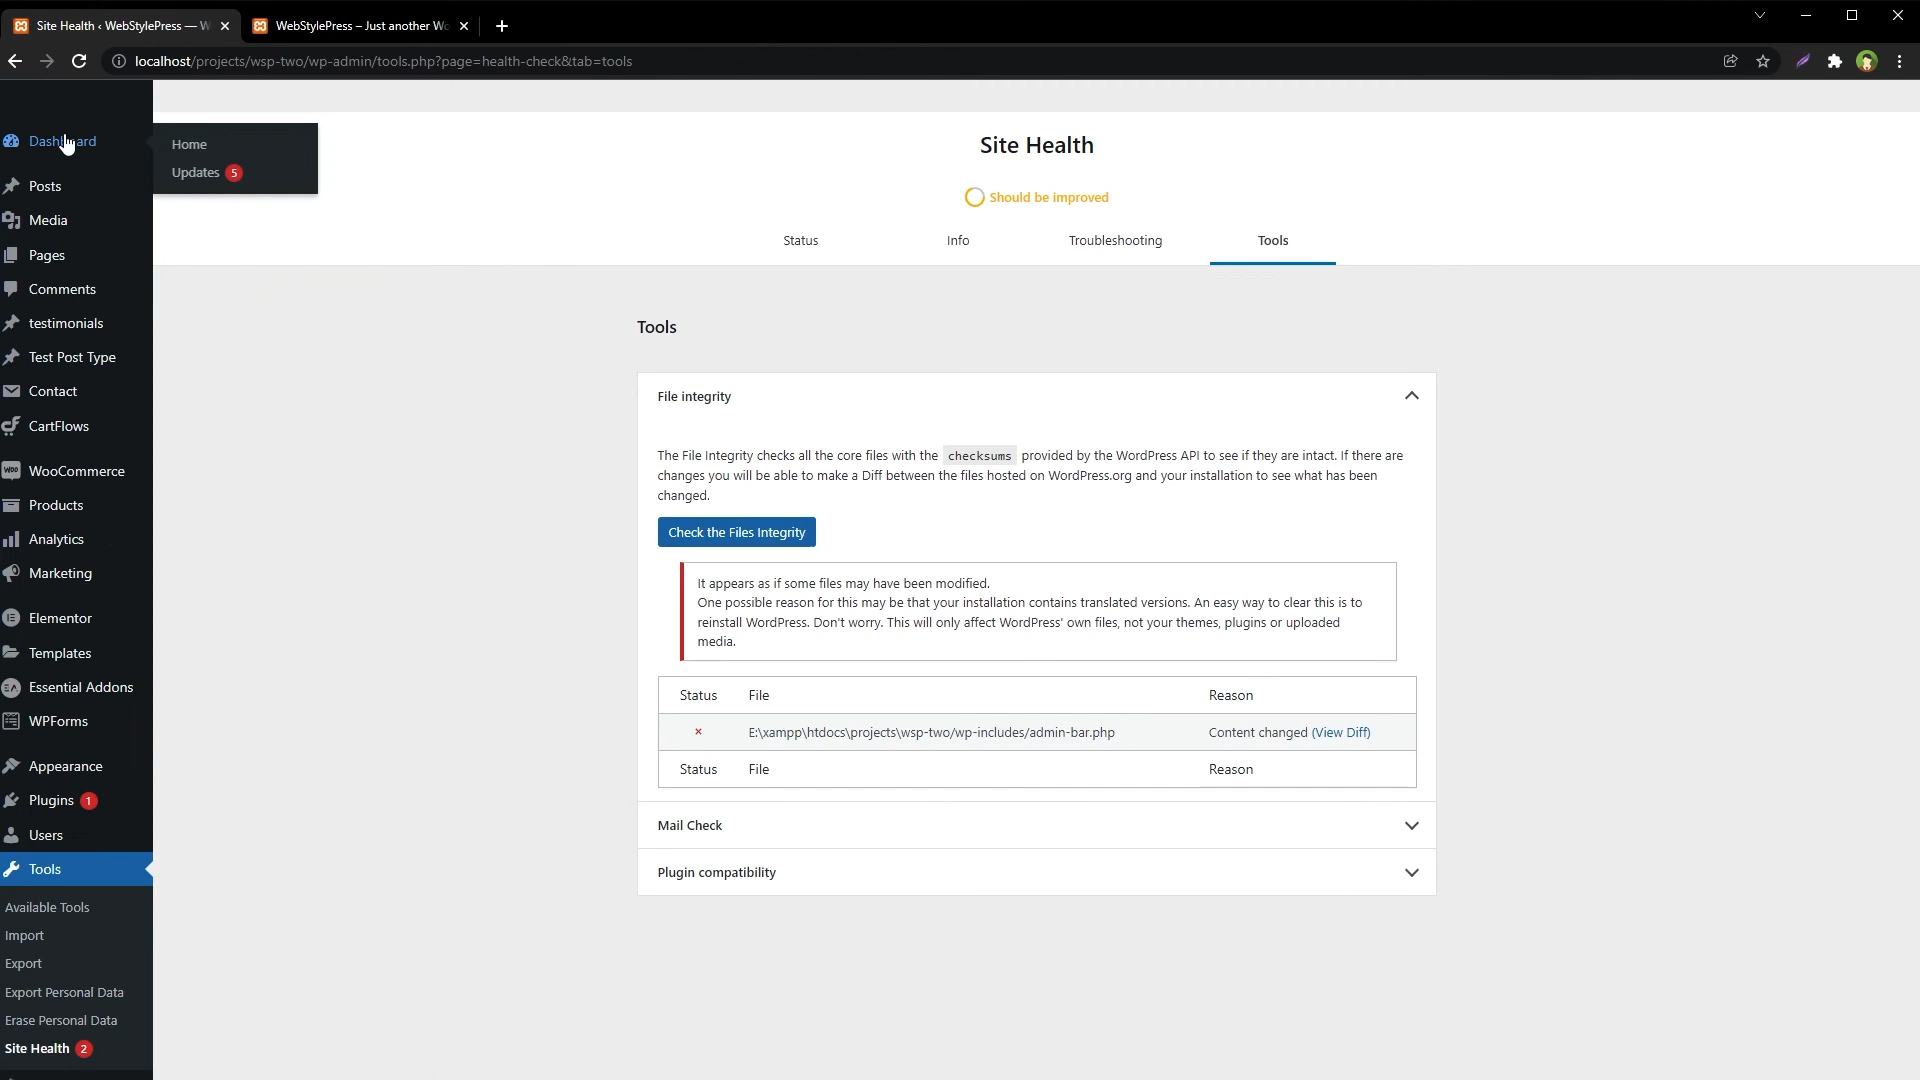 Site Health ‹ WebStylePress — W
WebStylePress – Just another Wo
localhost/projects/wsp-two/wp-admin/tools.php?page=health-check&tab=tools
Dashboard
Home
Updates 5
Posts
Media
Pages
Comments
testimonials
Test Post Type
Contact
CartFlows
WooCommerce
Products
Analytics
Marketing
Elementor
Templates
Essential Addons
WPForms
Appearance
Plugins 1
Users
Tools
Available Tools
Import
Export
Export Personal Data
Erase Personal Data
Site Health 2
Site Health
Should be improved
Status Info Troubleshooting Tools
Tools
File integrity
The File Integrity checks all the core files with the checksums provided by the WordPress API to see if they are intact. If there are
changes you will be able to make a Diff between the files hosted on WordPress.org and your installation to see what has been
changed.
Check the Files Integrity
It appears as if some files may have been modified.
One possible reason for this may be that your installation contains translated versions. An easy way to clear this is to
reinstall WordPress. Don't worry. This will only affect WordPress' own files, not your themes, plugins or uploaded
media.
Status File Reason
× E:\xampp\htdocs\projects\wsp-two/wp-includes/admin-bar.php Content changed (View Diff)
Status File Reason
Mail Check
Plugin compatibility